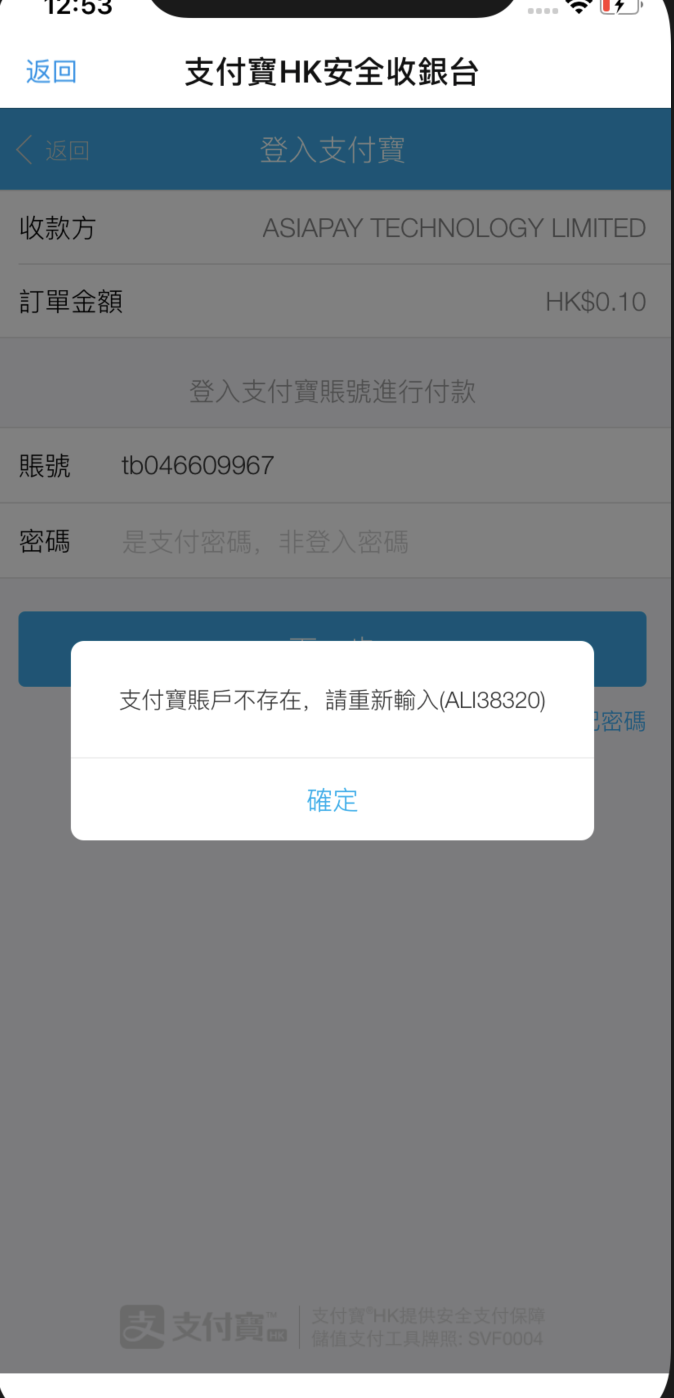 12:53
返回
支付寶HK安全收銀台
返回
登入支付寶
收款方 ASIAPAY TECHNOLOGY LIMITED
訂單金額 HK$0.10
登入支付寶賬號進行付款
賬號 tb046609967
密碼 是支付密碼，非登入密碼
支付寶賬戶不存在，請重新輸入(ALI38320)
密碼
確定
支 支付寶™ HK
支付寶®HK提供安全支付保障
儲值支付工具牌照: SVF0004